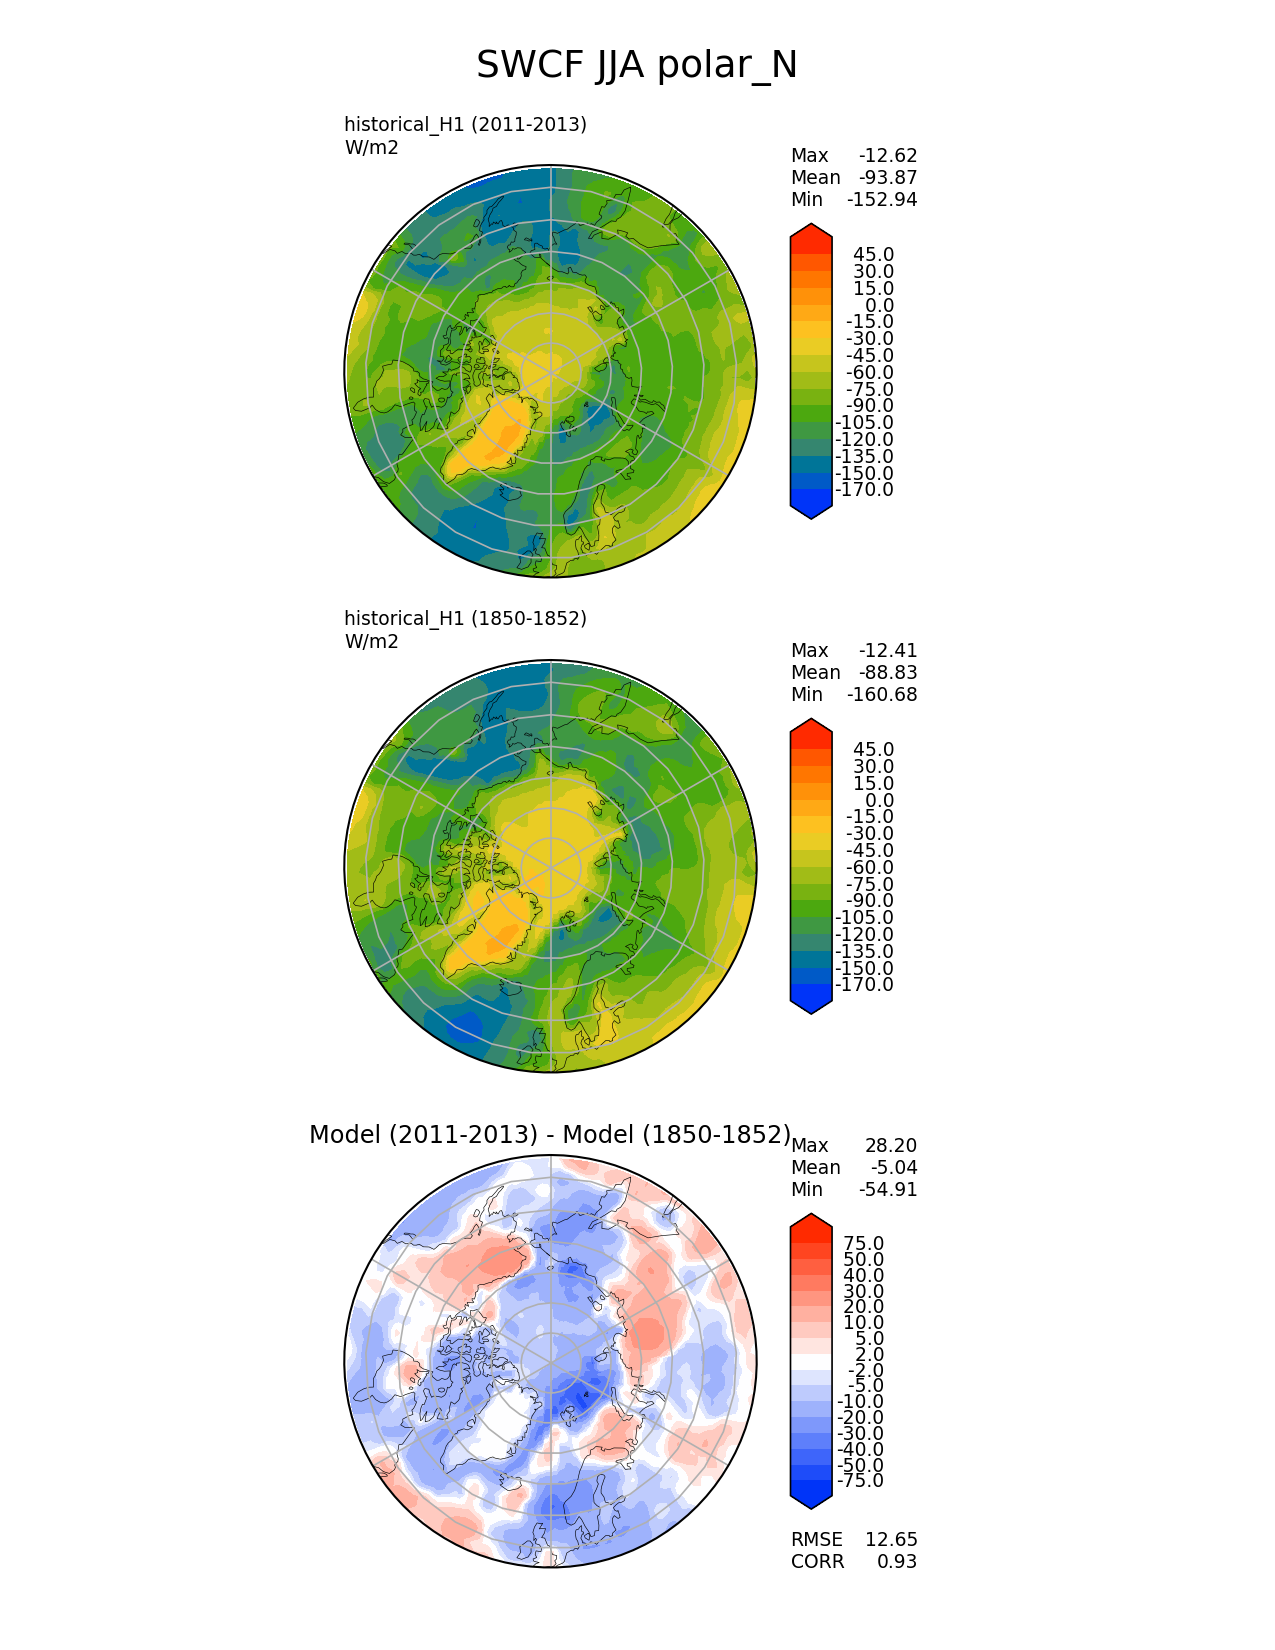 SWCF JJA polar_N
historical_H1 (2011-2013)
W/m2
Max -12.62
Mean -93.87
Min -152.94
45.0
30.0
15.0
0.0
-15.0
-30.0
-45.0
-60.0
-75.0
-90.0
-105.0
-120.0
-135.0
-150.0
-170.0
historical_H1 (1850-1852)
W/m2
Max -12.41
Mean -88.83
Min -160.68
45.0
30.0
15.0
0.0
-15.0
-30.0
-45.0
-60.0
-75.0
-90.0
-105.0
-120.0
-135.0
-150.0
-170.0
Model (2011-2013) - Model (1850-1852)
Max 28.20
Mean -5.04
Min -54.91
75.0
50.0
40.0
30.0
20.0
10.0
5.0
2.0
-2.0
-5.0
-10.0
-20.0
-30.0
-40.0
-50.0
-75.0
RMSE 12.65
CORR 0.93